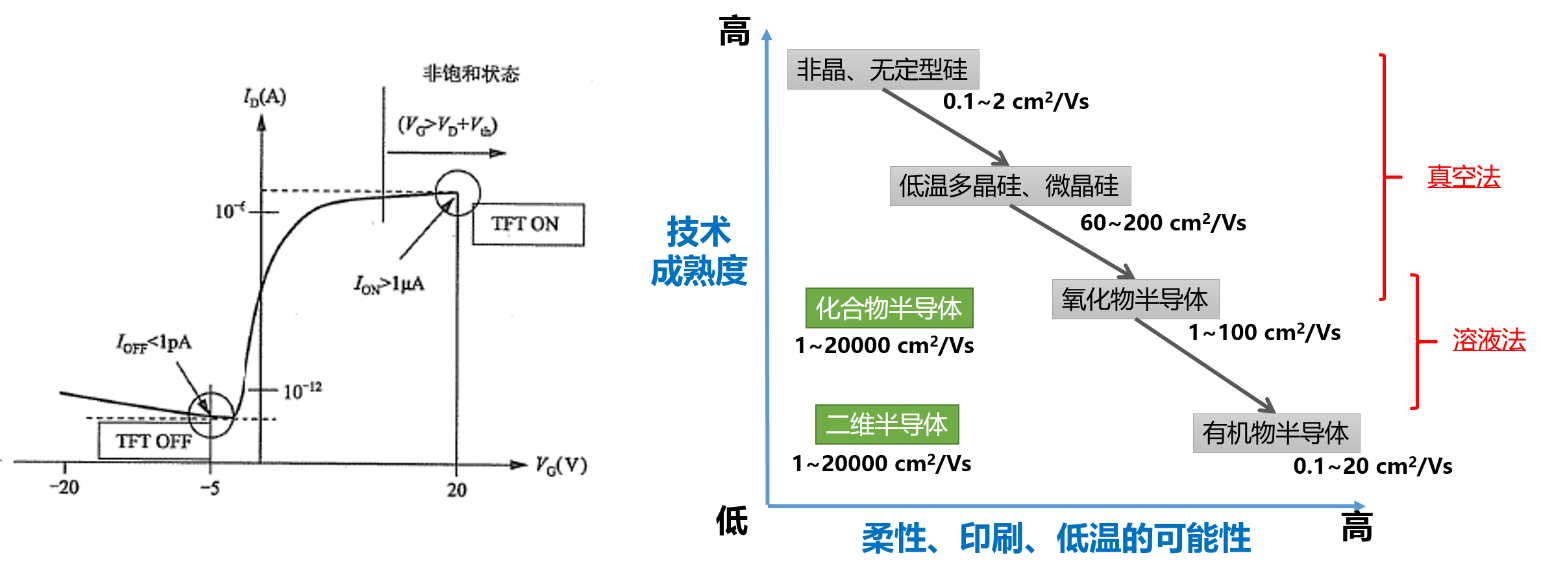 非饱和状态
I_D(A)
(V_G>V_D+V_th)
10⁻⁶
TFT ON
I_ON>1μA
I_OFF<1pA
10⁻¹²
TFT OFF
V_G(V)
-20
-5
20
高
非晶、无定型硅
0.1~2 cm²/Vs
低温多晶硅、微晶硅
60~200 cm²/Vs
真空法
技术
成熟度
氧化物半导体
1~100 cm²/Vs
化合物半导体
1~20000 cm²/Vs
溶液法
二维半导体
1~20000 cm²/Vs
有机物半导体
0.1~20 cm²/Vs
低
柔性、印刷、低温的可能性
高